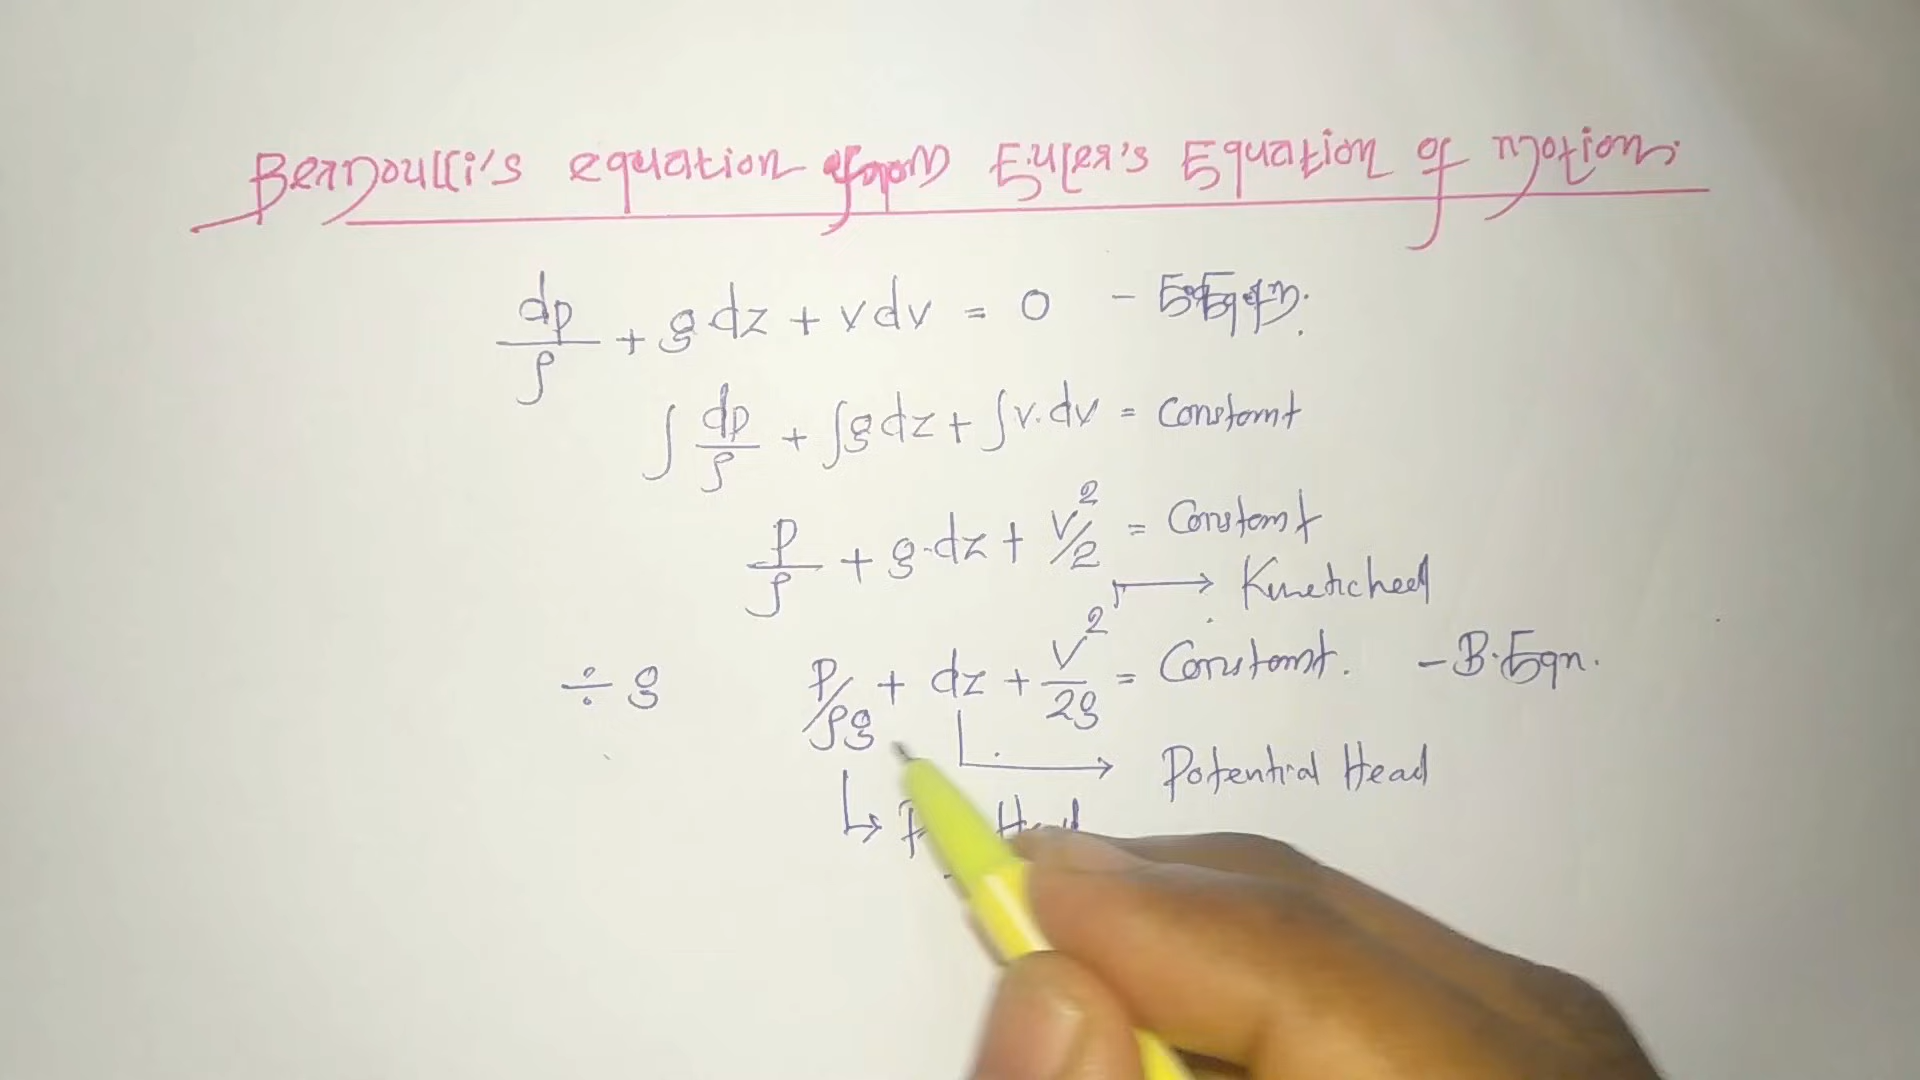 Bernoulli's equation from Euler's Equation of Motion.
dp/ρ + g dz + v dv = 0 - Eqn.
∫ dp/ρ + ∫g dz + ∫v.dv = Constant
p/ρ + g.dz + v²/2 = Constant
→ Kinetic head
÷ g P/ρg + dz + v²/2g = Constant. - B.Eqn.
→ Potential Head
→ Head